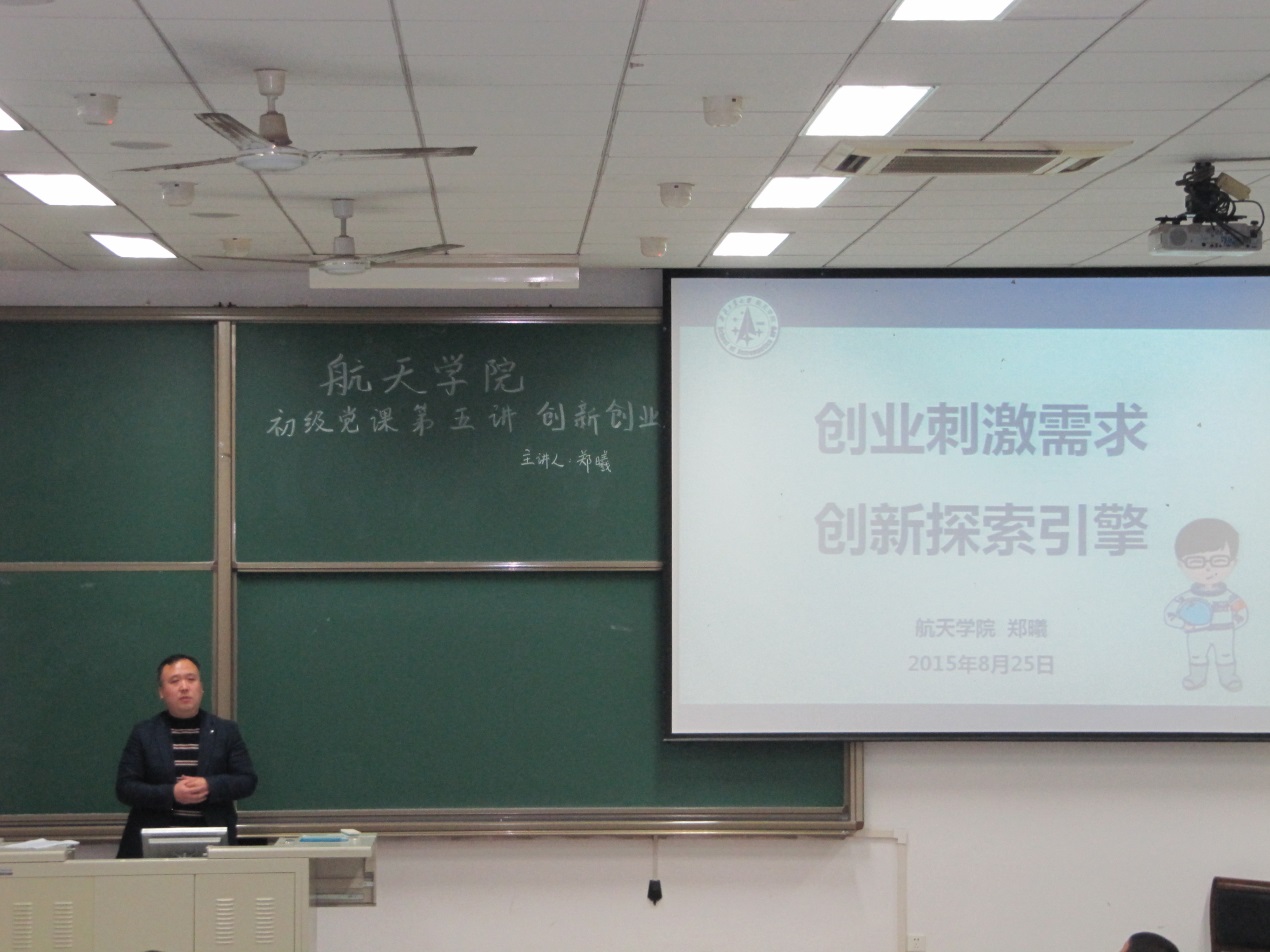 航天学院
初级党课第五讲 创新创业
主讲人：郑曦
创业刺激需求
创新探索引擎
航天学院 郑曦
2015年8月25日